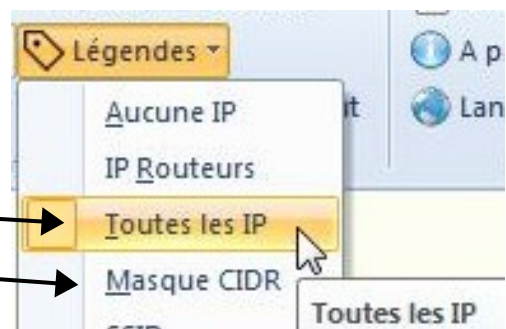 Légendes
A p
Lan
Aucune IP
IP Routeurs
Toutes les IP
Masque CIDR
Toutes les IP